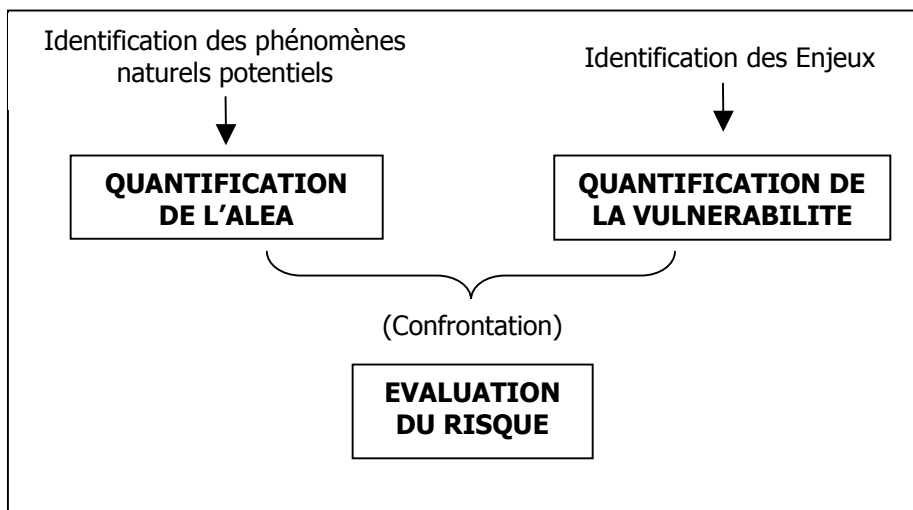 Identification des phénomènes
naturels potentiels
Identification des Enjeux
QUANTIFICATION
DE L’ALEA
QUANTIFICATION DE
LA VULNERABILITE
(Confrontation)
EVALUATION
DU RISQUE